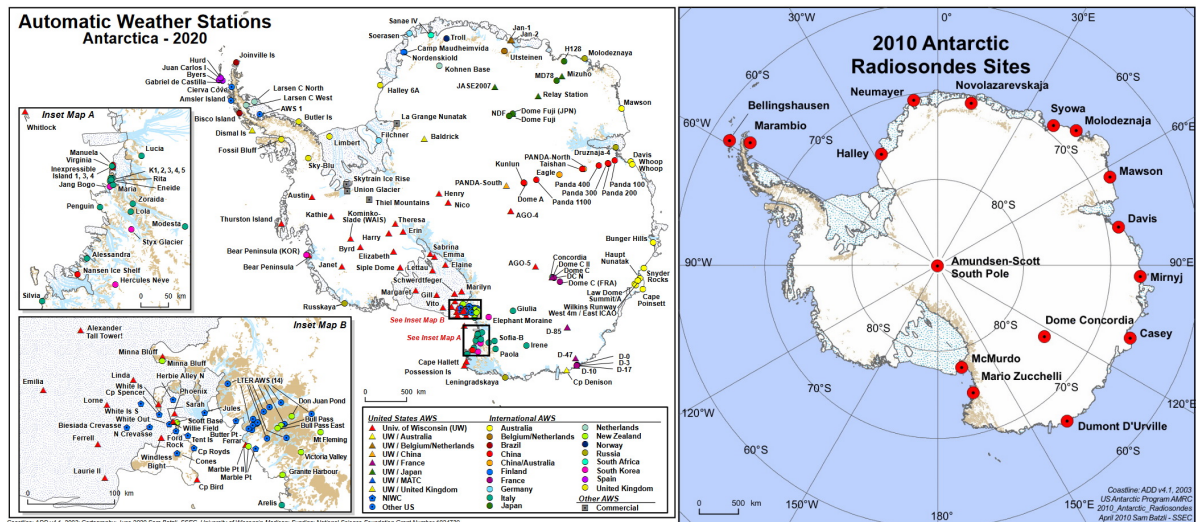 Automatic Weather Stations
Antarctica - 2020
Sanae IV
Soerasen
Troll
Jan-1
Jan-2
Camp Maudheimvida
Nordenskiold
Utsteinen
H128
Molodeznaja
Kohnen Base
MD78
Mizuho
JASE2007
Relay Station
Halley 6A
NDF
Dome Fuji (JPN)
Dome Fuji
Mawson
Joinville Is
Hurd
Juan Carlos I
Byers
Gabriel de Castilla
Cierva Cove
Amsler Island
Larsen C North
Larsen C West
AWS 1
Bisco Island
Butler Is
Dismal Is
Fossil Bluff
Limbert
Sky-Blu
La Grange Nunatak
Filchner
Baldrick
Druznaja-4
Davis
Whoop
Whoop
PANDA-North
Taishan
Kunlun
Eagle
Panda 100
Panda 200
Panda 300
Panda 400
Panda 1100
Dome A
PANDA-South
Skytrain Ice Rise
Union Glacier
Thiel Mountains
Henry
Nico
AGO-4
Austin
Kathie
Kominko-
Slade (WAIS)
Theresa
Thurston Island
Harry
Erin
Byrd
Elizabeth
Sabrina
Emma
Elaine
Bear Peninsula (KOR)
Bear Peninsula
Janet
Siple Dome
Lettau
Schwerdtfeger
Marilyn
Margaret
Gill
Vito
Russkaya
AGO-5
Concordia
Dome C II
Dome C
DC N
Dome C (FRA)
Bunger Hills
Haupt
Nunatak
Snyder
Rocks
Cape
Poinsett
Law Dome
Summit/A
Wilkins Runway
West 4m / East ICAO
See Inset Map B
See Inset Map A
Giulia
Elephant Moraine
D-85
Sofia-B
Irene
Paola
Cape Hallett
Possession Is
Leningradskaya
D-47
D-0
D-3
D-17
D-10
Cp Denison
0
500
km
Inset Map A
Whitlock
Lucia
Manuela
Virginia
Inexpressible
Island 1, 3, 4
Jang Bogo
K1, 2, 3, 4, 5
Rita
Eneide
Maria
Zoraida
Penguin
Lola
Modesta
Styx Glacier
Alessandra
Nansen Ice Shelf
Hercules Neve
Silvia
0
50
km
Inset Map B
Alexander
Tall Tower!
Minna Bluff
Minna Bluff
Emilia
Linda
Herbie Alley N
White Is
Cp Spencer
Phoenix
LTER AWS (14)
Lorne
Sarah
Jules
Don Juan Pond
White Is S
White Out
Scott Base
Bull Pass
Bull Pass East
Biesiada Crevasse
N Crevasse
Willie Field
Butter Pt
Mt Fleming
Ferrell
Ford
Rock
Tent Is
Ferrar
Victoria Valley
Windless
Bight
Cp Royds
Cones
Marble Pt II
Marble Pt
Granite Harbour
Laurie II
Cp Bird
Arelis
0
100
km
United States AWS
Univ. of Wisconsin (UW)
UW / Australia
UW / Belgium/Netherlands
UW / China
UW / France
UW / Japan
UW / MATC
UW / United Kingdom
NIWC
Other US
International AWS
Australia
Belgium/Netherlands
Brazil
China
China/Australia
Finland
France
Germany
Italy
Japan
Netherlands
New Zealand
Norway
Russia
South Africa
South Korea
Spain
United Kingdom
Other AWS
Commercial
2010 Antarctic
Radiosondes Sites
30°W
0°
30°E
60°S
60°E
60°W
60°S
Neumayer
Novolazarevskaja
Bellingshausen
Marambio
Syowa
Molodeznaja
70°S
70°S
Halley
Mawson
80°S
Davis
80°S
90°W
Amundsen-Scott
South Pole
Mirnyj
90°E
Dome Concordia
80°S
80°S
Casey
McMurdo
Mario Zucchelli
70°S
70°S
120°W
Dumont D'Urville
120°E
60°S
60°S
150°W
180°
150°E
0
500
km
Coastline: ADD v4.1, 2003
US Antarctic Program AMRC
2010_Antarctic_Radiosondes
April 2010 Sam Batzli - SSEC